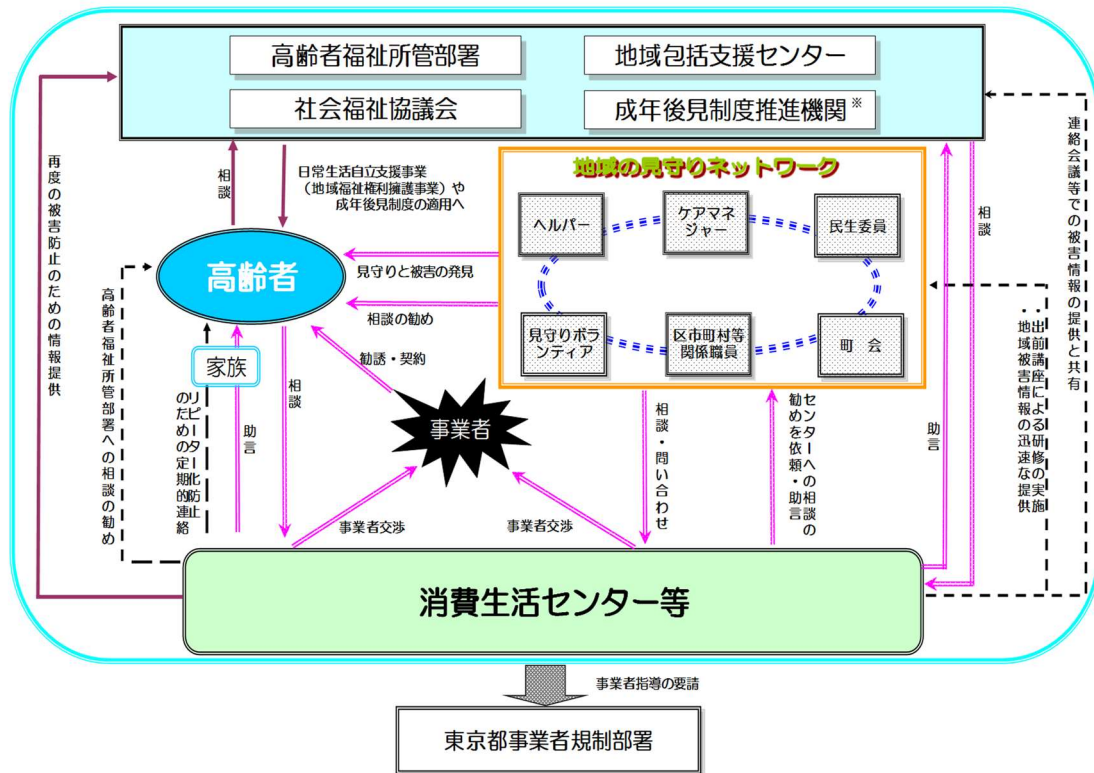 高齢者福祉所管部署
地域包括支援センター
社会福祉協議会
成年後見制度推進機関※
再度の被害防止のための情報提供
相談
日常生活自立支援事業
（地域福祉権利擁護事業）や
成年後見制度の適用へ
地域の見守りネットワーク
ヘルパー
ケアマネ
ジャー
民生委員
見守りボラ
ンティア
区市町村等
関係職員
町　会
高齢者
見守りと被害の発見
相談の勧め
勧誘・契約
家族
相談
助言
リピーター化防止
のための定期的連絡
高齢者福祉所管部署への相談の勧め
事業者
事業者交渉
事業者交渉
相談・問い合わせ
センターへの相談の
勧めを依頼・助言
相談
助言
連絡会議等での被害情報の提供と共有
・出前講座による研修の実施
・地域被害情報の迅速な提供
消費生活センター等
事業者指導の要請
東京都事業者規制部署